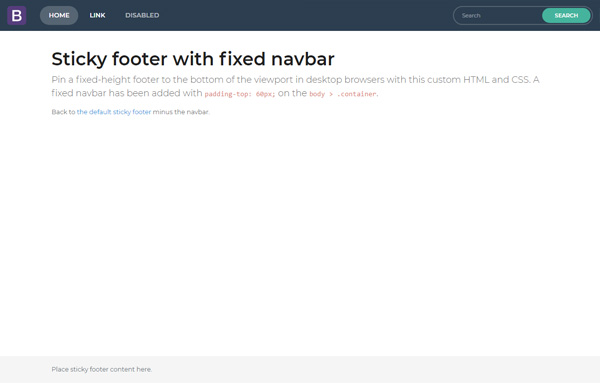 B HOME LINK DISABLED Search SEARCH
Sticky footer with fixed navbar
Pin a fixed-height footer to the bottom of the viewport in desktop browsers with this custom HTML and CSS. A
fixed navbar has been added with padding-top: 60px; on the body > .container.
Back to the default sticky footer minus the navbar.
Place sticky footer content here.